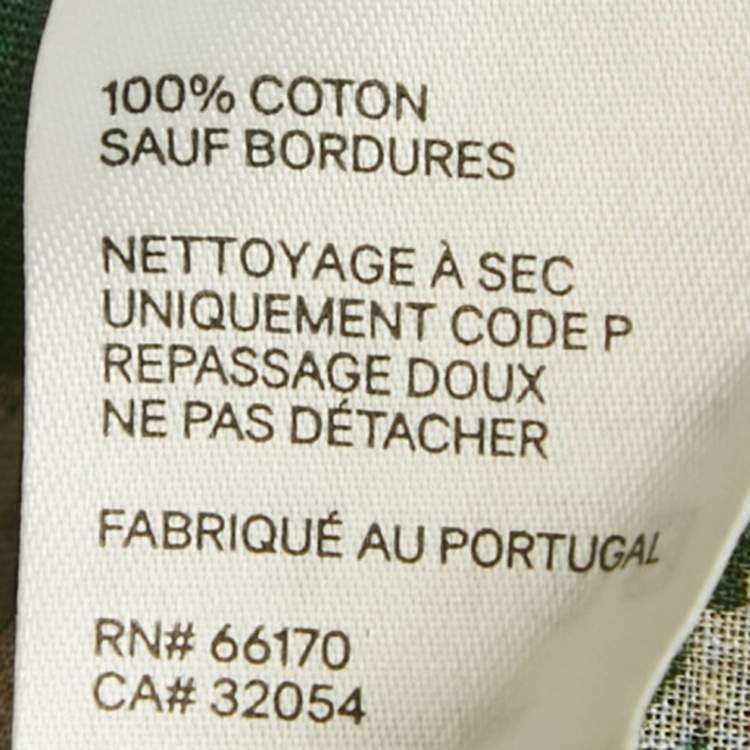 100% COTON
SAUF BORDURES
NETTOYAGE À SEC
UNIQUEMENT CODE P
REPASSAGE DOUX
NE PAS DÉTACHER
FABRIQUÉ AU PORTUGAL
RN# 66170
CA# 32054